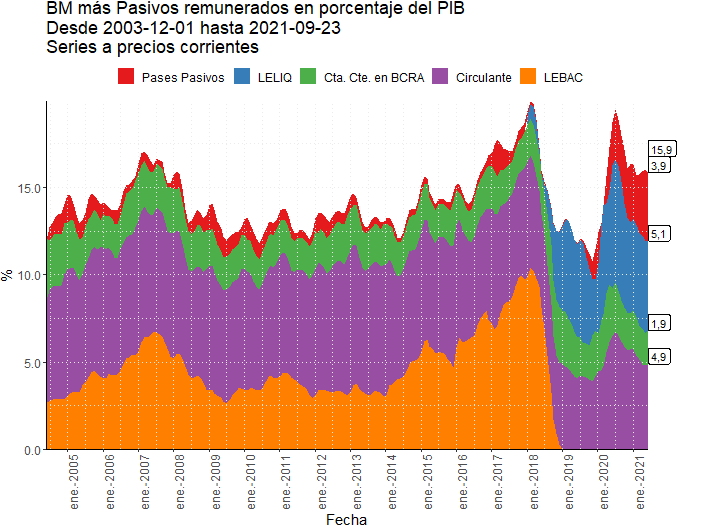 BM más Pasivos remunerados en porcentaje del PIB
Desde 2003-12-01 hasta 2021-09-23
Series a precios corrientes
Pases Pasivos LELIQ Cta. Cte. en BCRA Circulante LEBAC
15,9
3,9
15.0
5,1
%
10.0
1,9
4,9
5.0
0.0
ene.-2005 ene.-2006 ene.-2007 ene.-2008 ene.-2009 ene.-2010 ene.-2011 ene.-2012 ene.-2013 ene.-2014 ene.-2015 ene.-2016 ene.-2017 ene.-2018 ene.-2019 ene.-2020 ene.-2021
Fecha